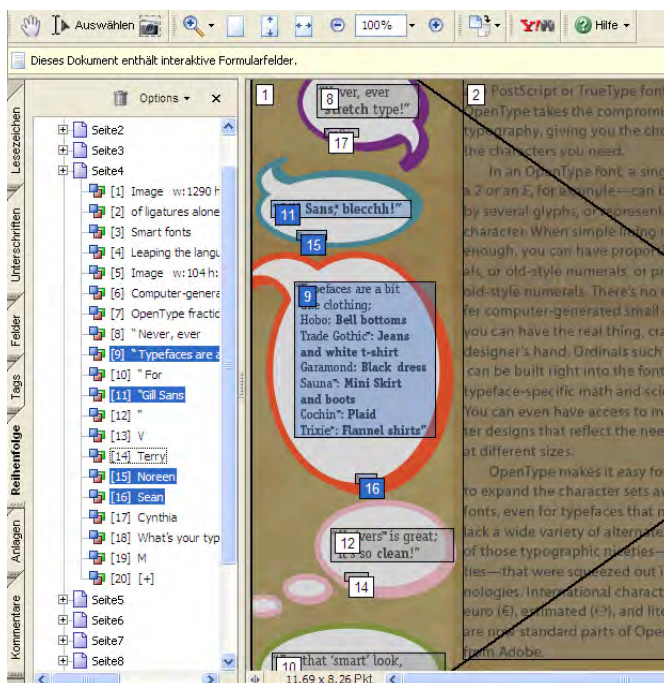 Auswählen
100%
Y!
Hilfe
Dieses Dokument enthält interaktive Formularfelder.
Options
x
Lesezeichen
Unterschriften
Felder
Tags
Reihenfolge
Anlagen
Kommentare
Seite2
Seite3
Seite4
[1] Image w:1290 h
[2] of ligatures alone
[3] Smart fonts
[4] Leaping the langu
[5] Image w:104 h:
[6] Computer-genera
[7] OpenType fractio
[8] "Never, ever
[9] "Typefaces are a
[10] "For
[11] "Gill Sans
[12] "
[13] V
[14] Terry
[15] Noreen
[16] Sean
[17] Cynthia
[18] What's your typ
[19] M
[20] [+]
Seite5
Seite6
Seite7
Seite8
1
8
ever, ever
stretch type!"
17
11
Sans,* blecchh!"
15
9
Typefaces are a bit
like clothing;
Hobo: Bell bottoms
Trade Gothic*: Jeans
and white t-shirt
Garamond: Black dress
Sauna™: Mini Skirt
and boots
Cochin™: Plaid
Trixie™: Flannel shirts"
16
12
is great;
it's so clean!"
14
10
that 'smart' look,
2
PostScript or TrueType fon
OpenType takes the compromi
typography, giving you the ch
the characters you need.
In an OpenType font, a sing
a 2 or an E, for example—can
by several glyphs, or represent
character. When simple lining
enough, you can have proport
als, or old-style numerals, or p
old-style numerals. There's no
fer computer-generated small
you can have the real thing, cra
designer's hand. Ordinals such
can be built right into the font
typeface-specific math and scie
You can even have access to m
ter designs that reflect the nee
at different sizes.
OpenType makes it easy fo
to expand the character sets av
fonts, even for typefaces that
lack a wide variety of alternate
of those typographic niceties—
ties—that were squeezed out i
nologies. International charact
euro (€), estimated (℮), and lite
are now standard parts of Open
from Adobe.
11,69 x 8,26 Pkt